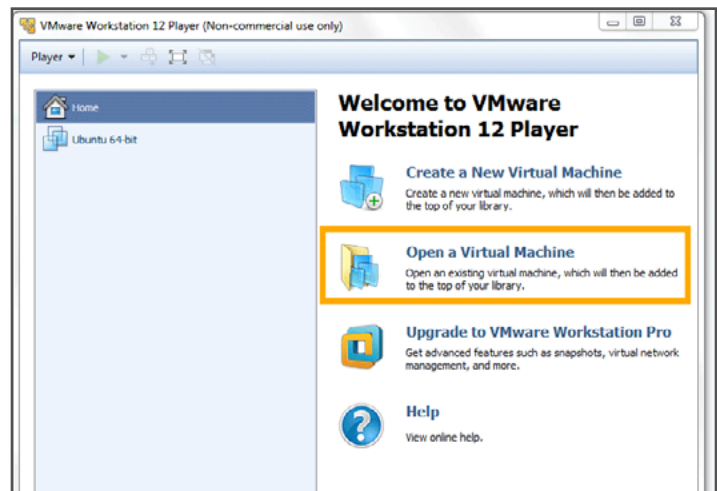 VMware Workstation 12 Player (Non-commercial use only)
Player
Home
Ubuntu 64-bit
Welcome to VMware
Workstation 12 Player
Create a New Virtual Machine
Create a new virtual machine, which will then be added to
the top of your library.
Open a Virtual Machine
Open an existing virtual machine, which will then be added
to the top of your library.
Upgrade to VMware Workstation Pro
Get advanced features such as snapshots, virtual network
management, and more.
Help
View online help.